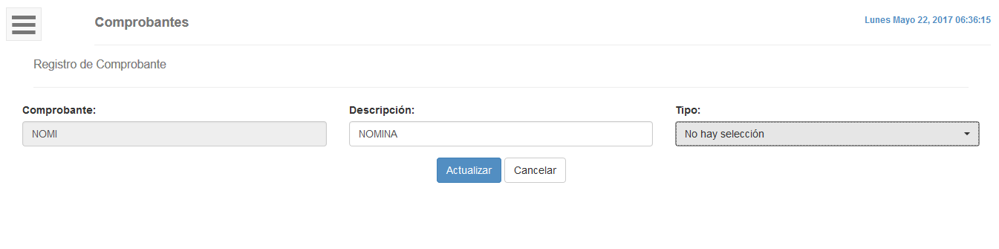 Comprobantes
Lunes Mayo 22, 2017 06:36:15
Registro de Comprobante
Comprobante:
NOMI
Descripción:
NOMINA
Tipo:
No hay selección
Actualizar
Cancelar